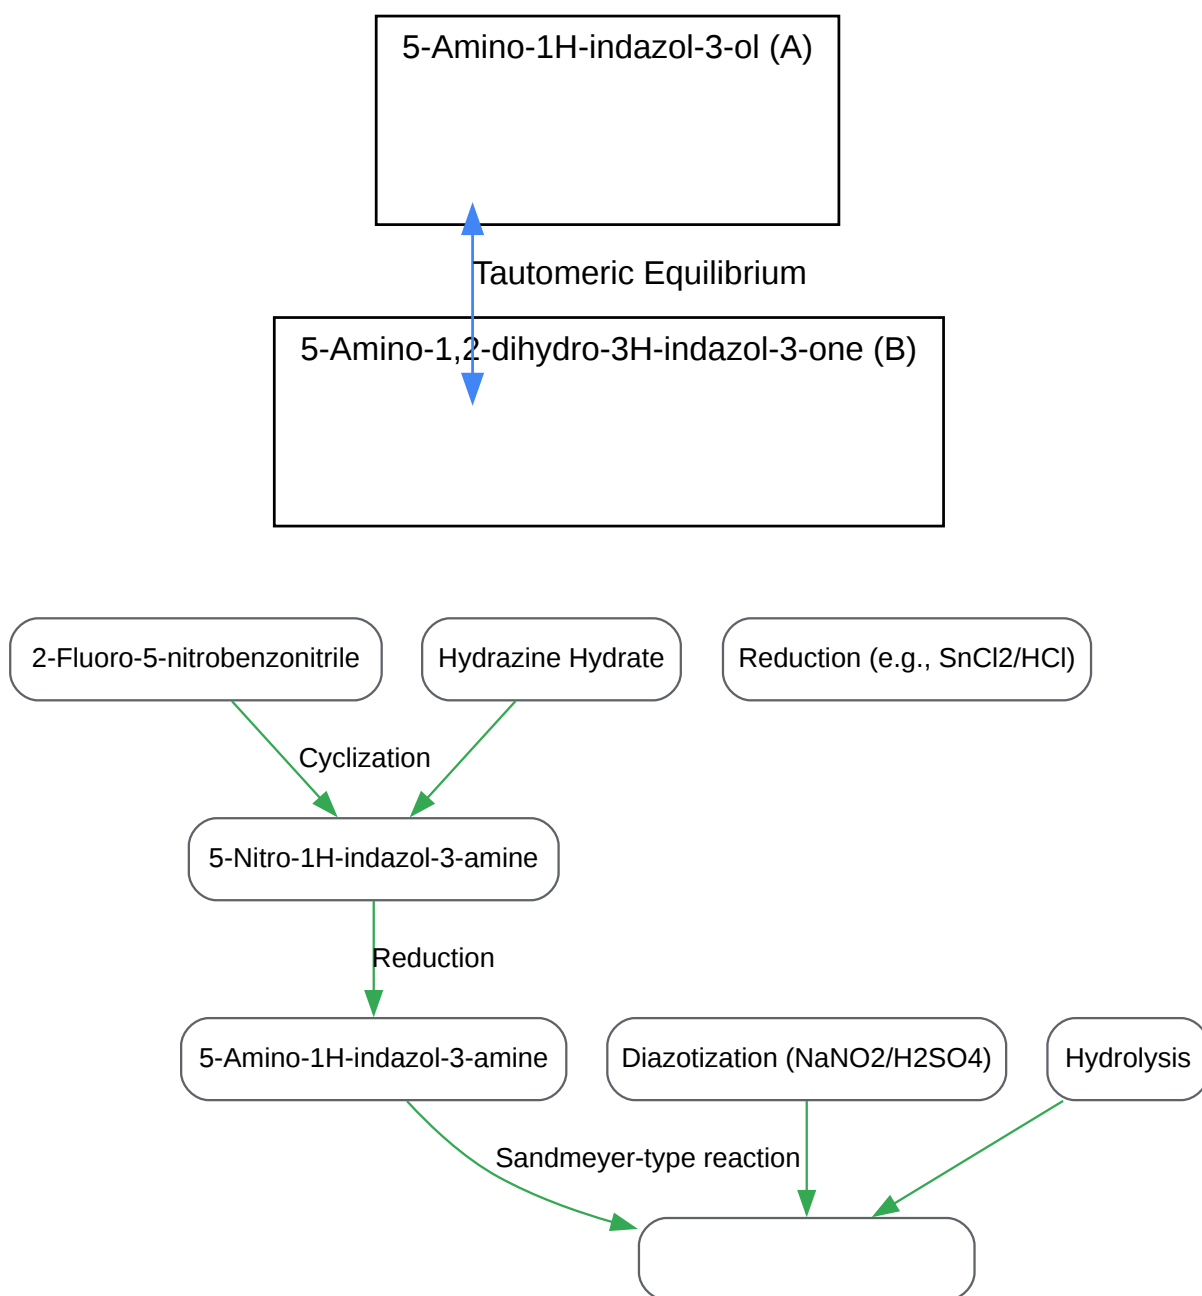 5-Amino-1H-indazol-3-ol (A)
Tautomeric Equilibrium
5-Amino-1,2-dihydro-3H-indazol-3-one (B)
2-Fluoro-5-nitrobenzonitrile
Hydrazine Hydrate
Reduction (e.g., SnCl2/HCl)
Cyclization
5-Nitro-1H-indazol-3-amine
Reduction
5-Amino-1H-indazol-3-amine
Diazotization (NaNO2/H2SO4)
Hydrolysis
Sandmeyer-type reaction